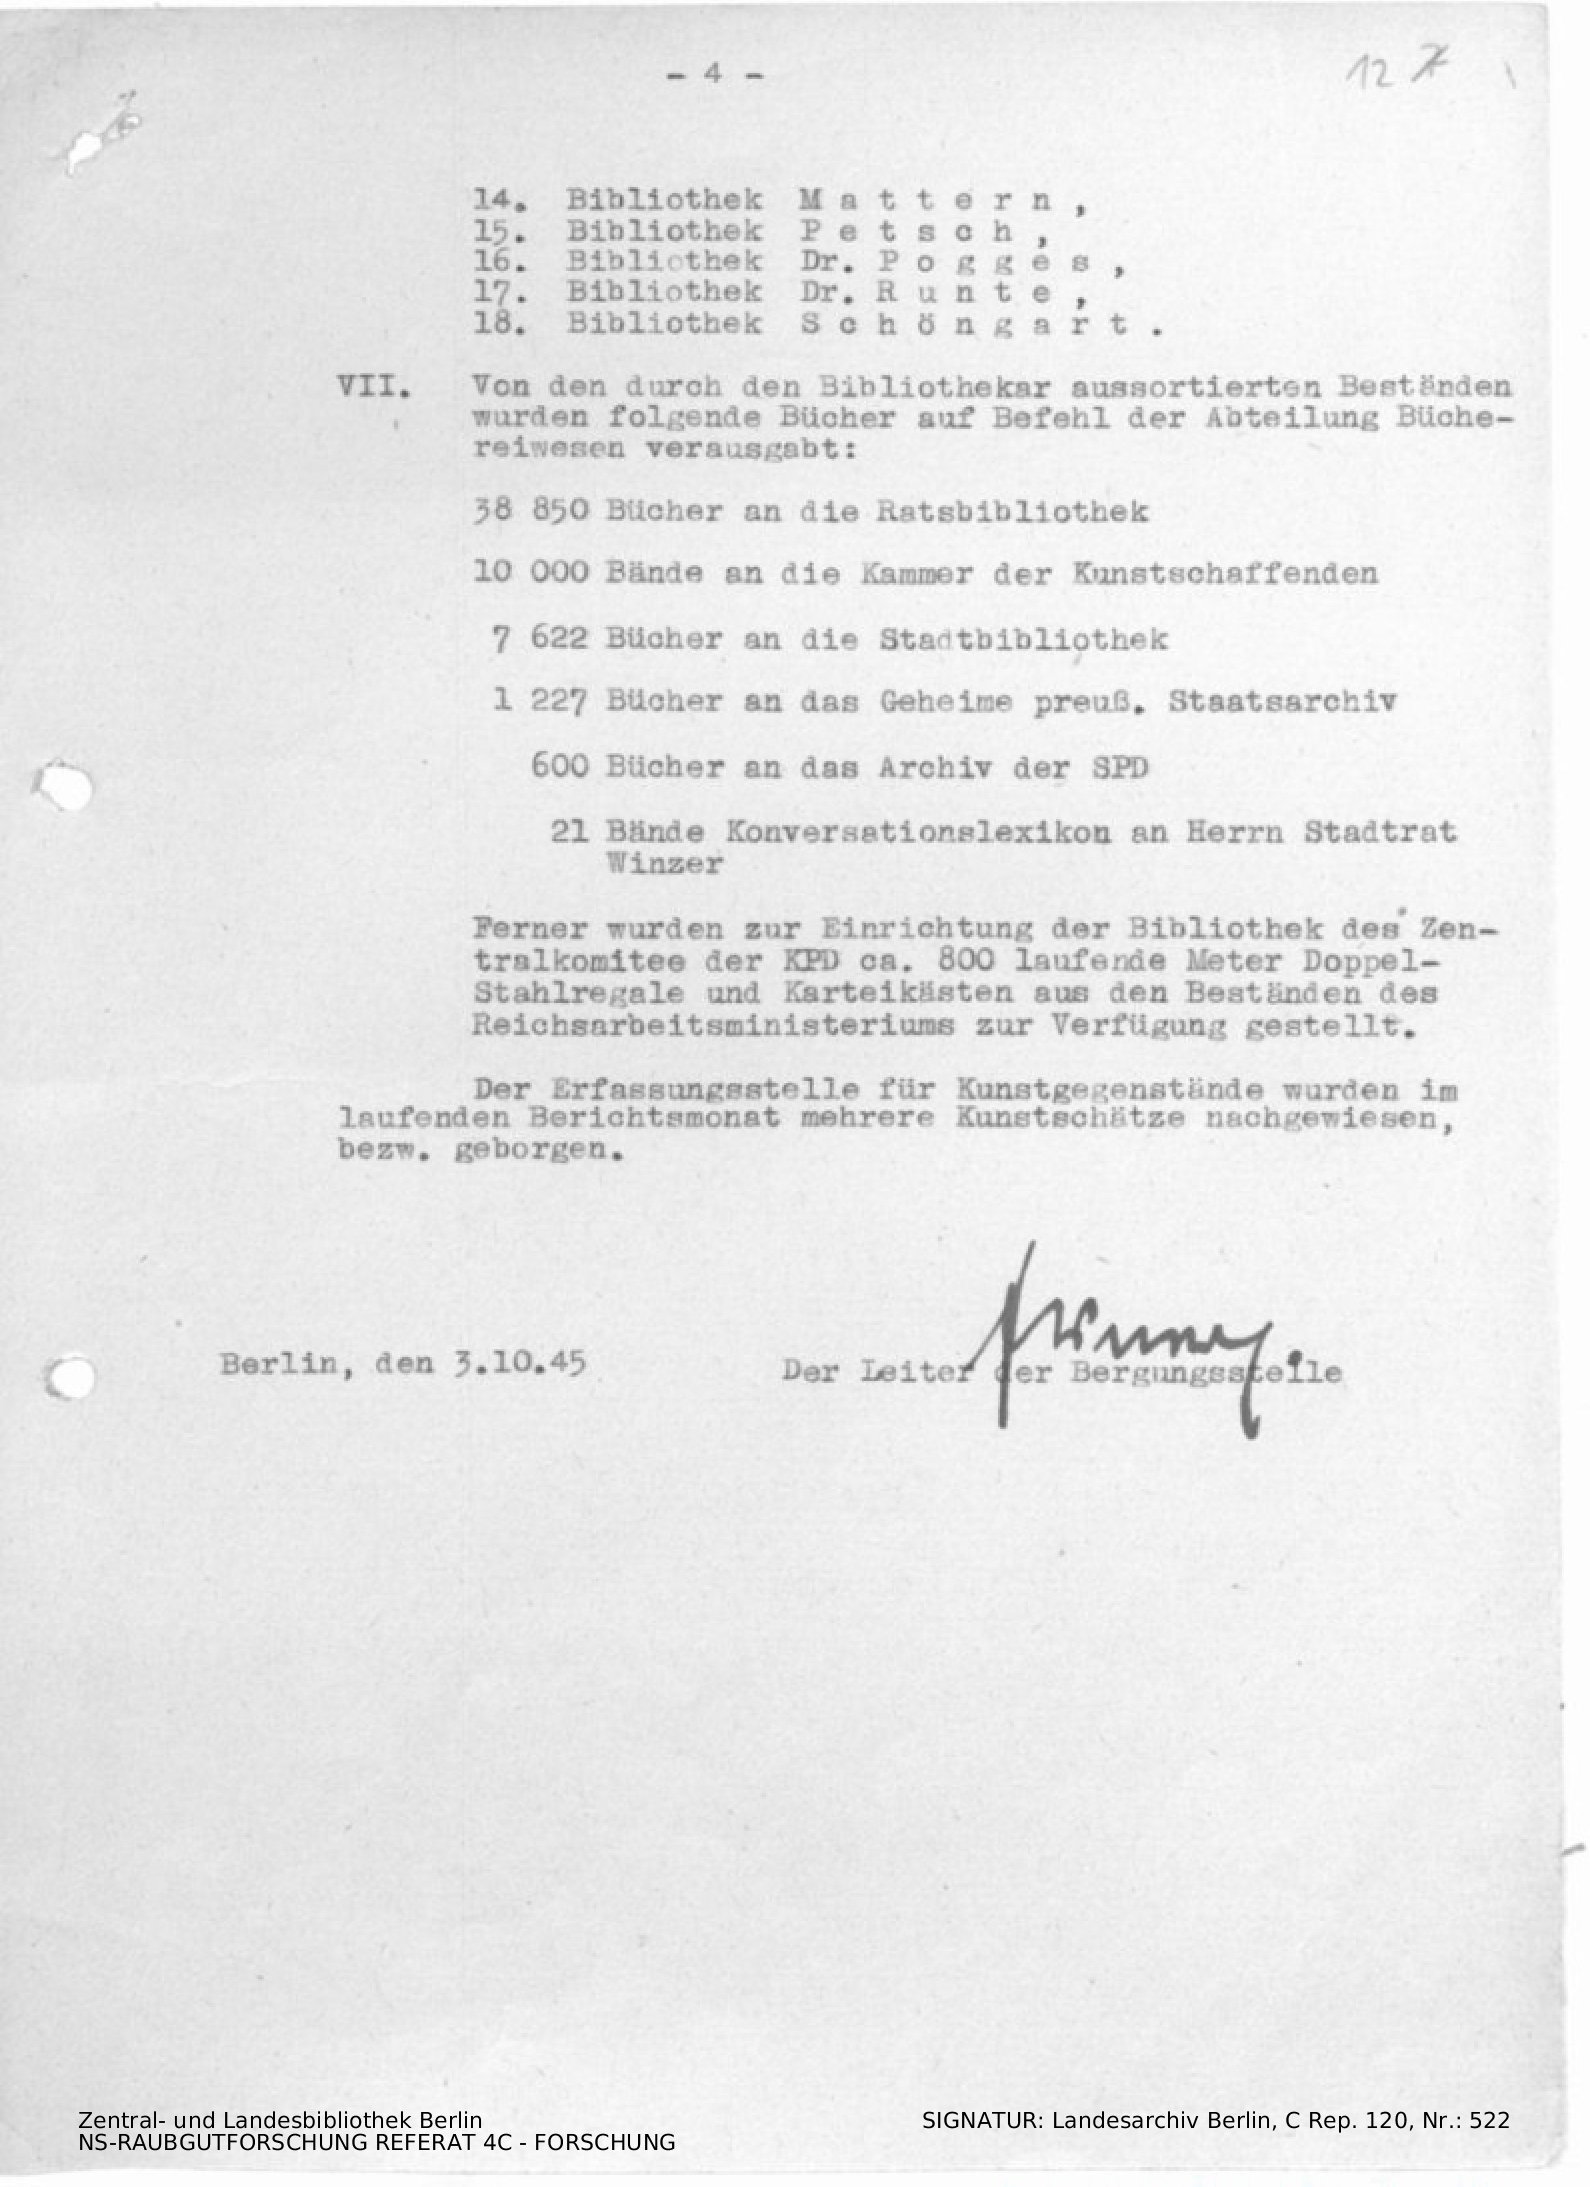 - 4 -
12
14. Bibliothek M a t t e r n ,
15. Bibliothek P e t s c h ,
16. Bibliothek Dr. P o g g e s ,
17. Bibliothek Dr. R u n t e ,
18. Bibliothek S c h ö n g a r t .
VII. Von den durch den Bibliothekar aussortierten Beständen
wurden folgende Bücher auf Befehl der Abteilung Büche-
reiwesen verausgabt:
38 850 Bücher an die Ratsbibliothek
10 000 Bände an die Kammer der Kunstschaffenden
7 622 Bücher an die Stadtbibliothek
1 227 Bücher an das Geheime preuß. Staatsarchiv
600 Bücher an das Archiv der SPD
21 Bände Konversationslexikon an Herrn Stadtrat
Winzer
Ferner wurden zur Einrichtung der Bibliothek des Zen-
tralkomitee der KPD ca. 800 laufende Meter Doppel-
Stahlregale und Karteikästen aus den Beständen des
Reichsarbeitsministeriums zur Verfügung gestellt.
Der Erfassungsstelle für Kunstgegenstände wurden im
laufenden Berichtsmonat mehrere Kunstschätze nachgewiesen,
bezw. geborgen.
Berlin, den 3.10.45
Der Leiter der Bergungsstelle
Zentral- und Landesbibliothek Berlin
NS-RAUBGUTFORSCHUNG REFERAT 4C - FORSCHUNG
SIGNATUR: Landesarchiv Berlin, C Rep. 120, Nr.: 522